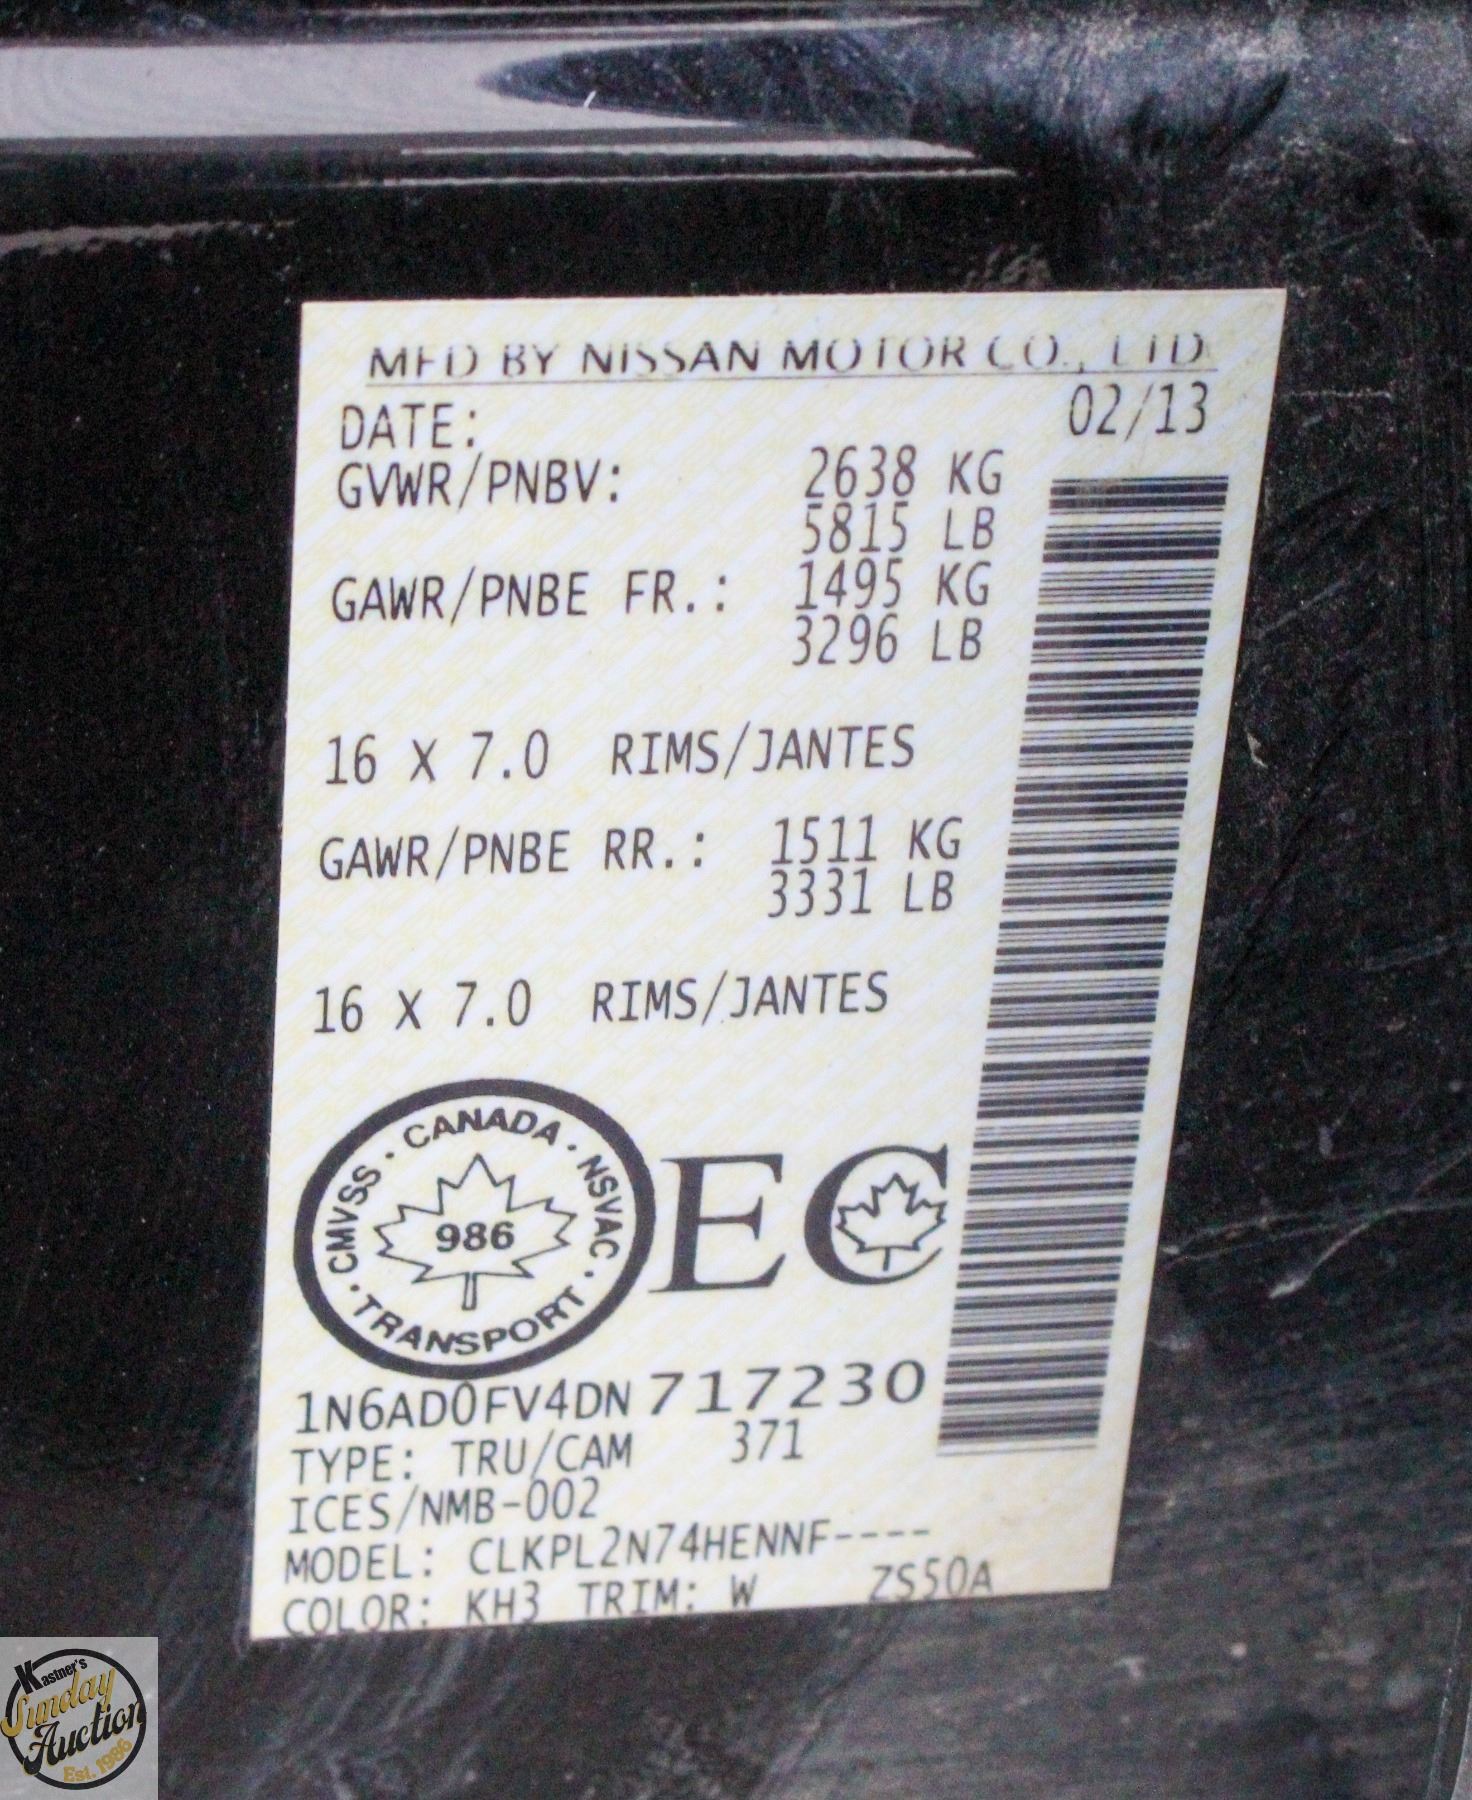 MFD BY NISSAN MOTOR CO., LTD
DATE: 02/13
GVWR/PNBV: 2638 KG
5815 LB
GAWR/PNBE FR.: 1495 KG
3296 LB
16 X 7.0 RIMS/JANTES
GAWR/PNBE RR.: 1511 KG
3331 LB
16 X 7.0 RIMS/JANTES
CANADA · NSVAC · TRANSPORT · CMVSS ·
986
EC
1N6AD0FV4DN717230
TYPE: TRU/CAM 371
ICES/NMB-002
MODEL: CLKPL2N74HENNF----
COLOR: KH3 TRIM: W ZS50A
Kastner's
Sunday
Auction
Est. 1986